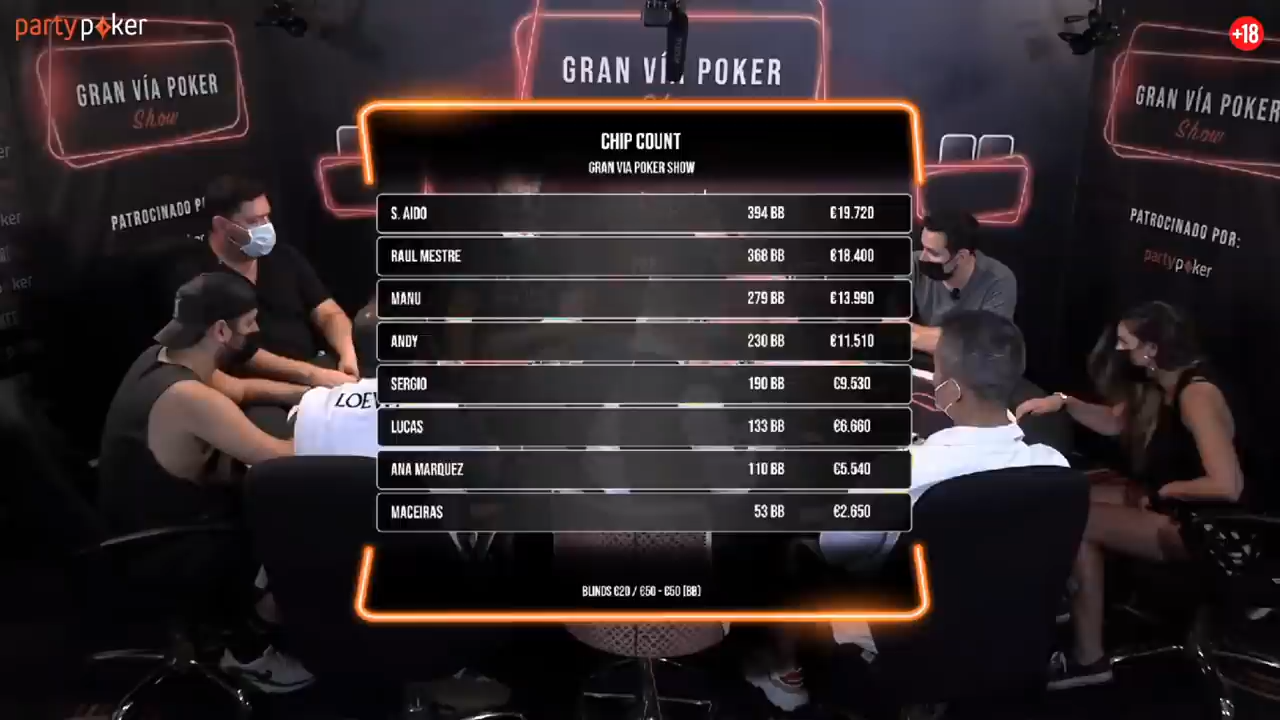 partypoker
+18
GRAN VÍA POKER
Show
GRAN VÍA POKER
GRAN VÍA POKER
Show
PATROCINADO P
PATROCINADO POR:
partypoker
CHIP COUNT
GRAN VIA POKER SHOW
S. AIDO 394 BB €19.720
RAUL MESTRE 368 BB €18.400
MANU 279 BB €13.990
ANDY 230 BB €11.510
SERGIO 190 BB €9.530
LUCAS 133 BB €6.660
ANA MARQUEZ 110 BB €5.540
MACEIRAS 53 BB €2.650
BLINDS €20 / €50 - €50 (BB)
LOEW